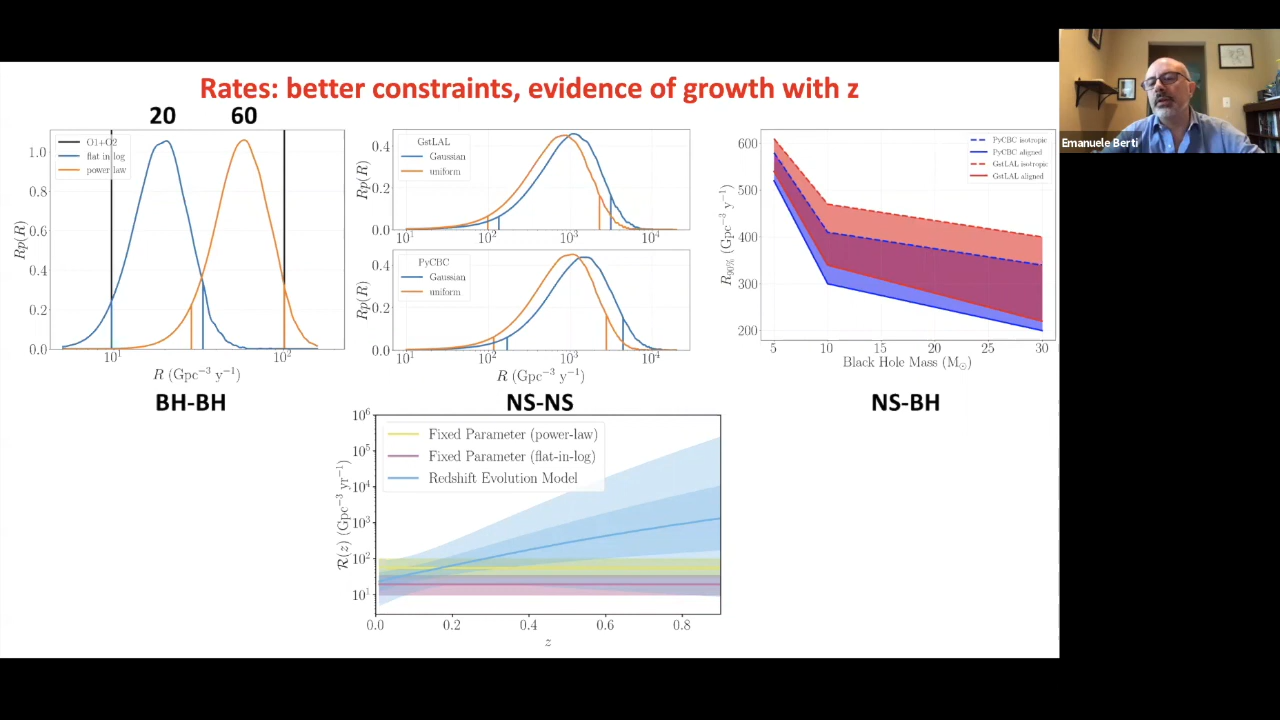 Rates: better constraints, evidence of growth with z
20 60
O1+O2
flat in log
power law
1.0
0.8
0.6
0.4
0.2
0.0
10¹ 10²
Rp(R)
R (Gpc⁻³ y⁻¹)
BH-BH
GstLAL
Gaussian
uniform
0.4
0.2
0.0
10¹ 10² 10³ 10⁴
Rp(R)
PyCBC
Gaussian
uniform
0.4
0.2
0.0
10¹ 10² 10³ 10⁴
Rp(R)
R (Gpc⁻³ y⁻¹)
NS-NS
PyCBC isotropic
PyCBC aligned
GstLAL isotropic
GstLAL aligned
600
500
400
300
200
5 10 15 20 25 30
R₉₀% (Gpc⁻³ y⁻¹)
Black Hole Mass (M☉)
NS-BH
Fixed Parameter (power-law)
Fixed Parameter (flat-in-log)
Redshift Evolution Model
10⁶
10⁵
10⁴
10³
10²
10¹
0.0 0.2 0.4 0.6 0.8
R(z) (Gpc⁻³ yr⁻¹)
z
Emanuele Berti